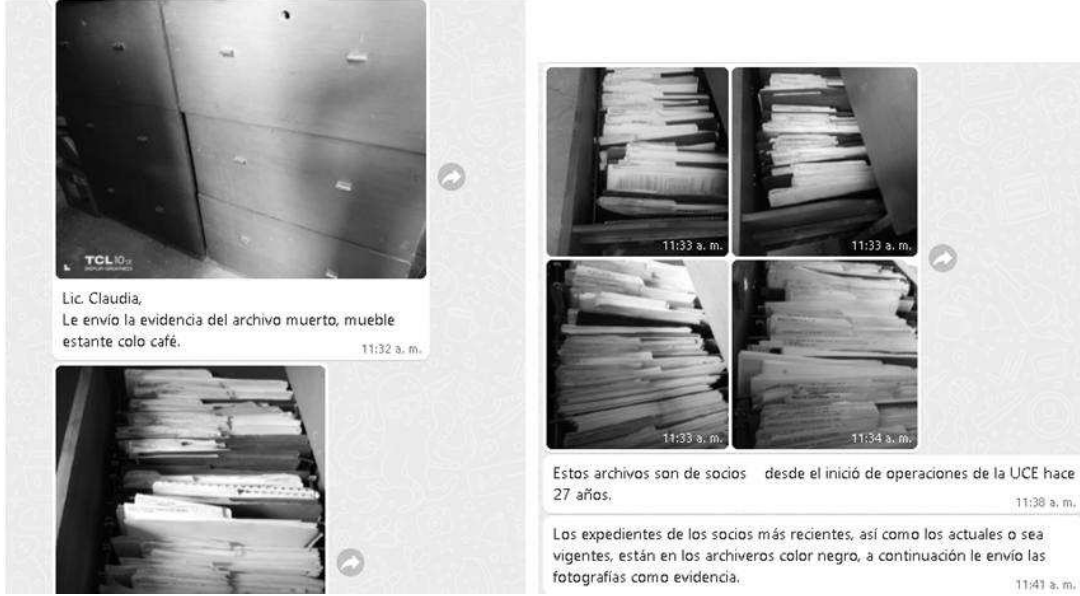 TCL 10 SE
Lic. Claudia,
Le envío la evidencia del archivo muerto, mueble
estante colo café.
11:32 a. m.
11:33 a. m.
11:33 a. m.
11:33 a. m.
11:34 a. m.
Estos archivos son de socios desde el inició de operaciones de la UCE hace
27 años.
11:38 a. m.
Los expedientes de los socios más recientes, así como los actuales o sea
vigentes, están en los archiveros color negro, a continuación le envío las
fotografías como evidencia.
11:41 a. m.